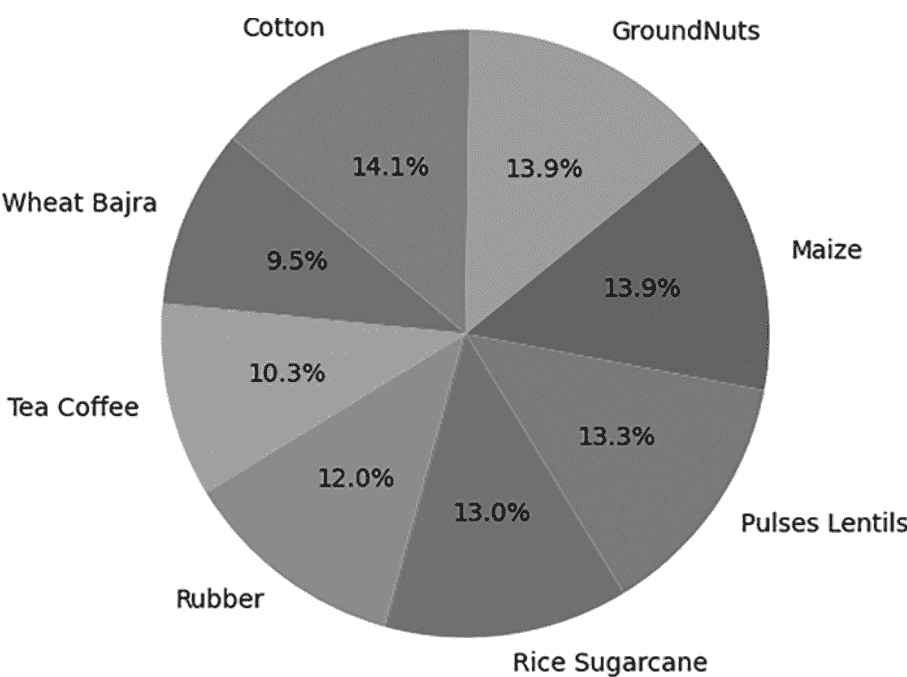 Cotton
GroundNuts
14.1%
13.9%
Wheat Bajra
Maize
9.5%
13.9%
Tea Coffee
10.3%
13.3%
12.0%
13.0%
Pulses Lentils
Rubber
Rice Sugarcane